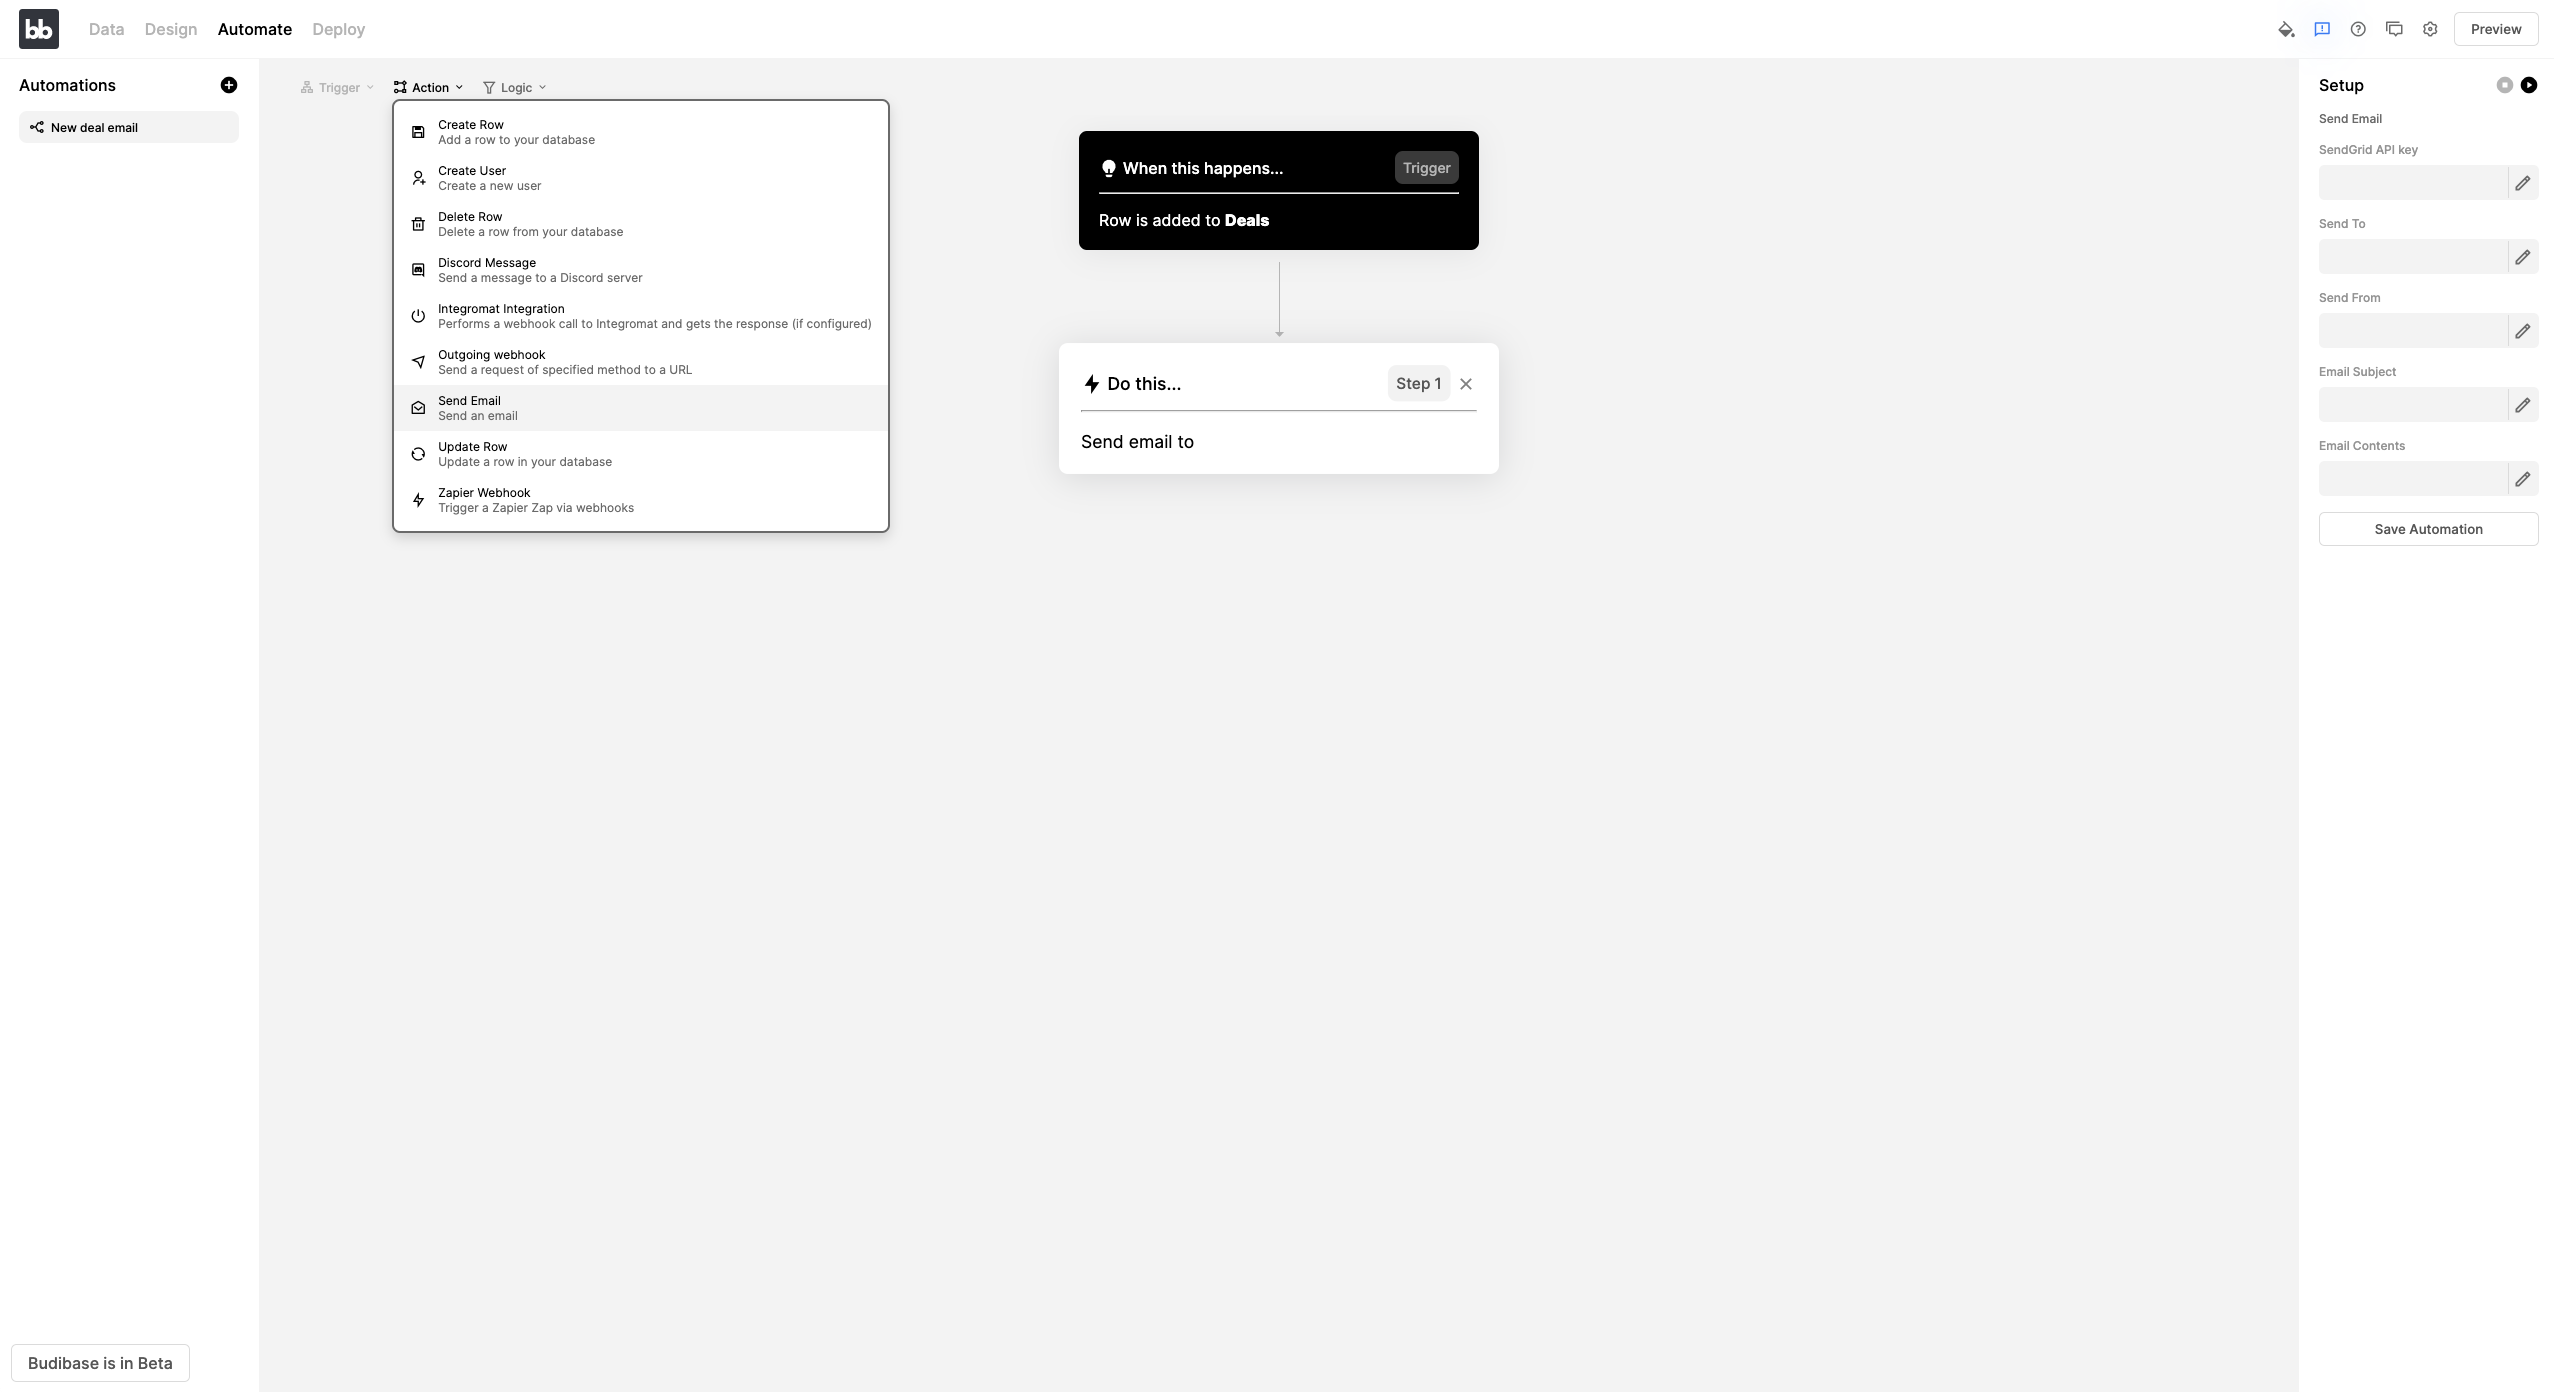 bb
Data Design Automate Deploy
Preview
Automations
New deal email
Trigger Action Logic
Create Row
Add a row to your database
Create User
Create a new user
Delete Row
Delete a row from your database
Discord Message
Send a message to a Discord server
Integromat Integration
Performs a webhook call to Integromat and gets the response (if configured)
Outgoing webhook
Send a request of specified method to a URL
Send Email
Send an email
Update Row
Update a row in your database
Zapier Webhook
Trigger a Zapier Zap via webhooks
When this happens... Trigger
Row is added to Deals
Do this... Step 1
Send email to
Setup
Send Email
SendGrid API key
Send To
Send From
Email Subject
Email Contents
Save Automation
Budibase is in Beta